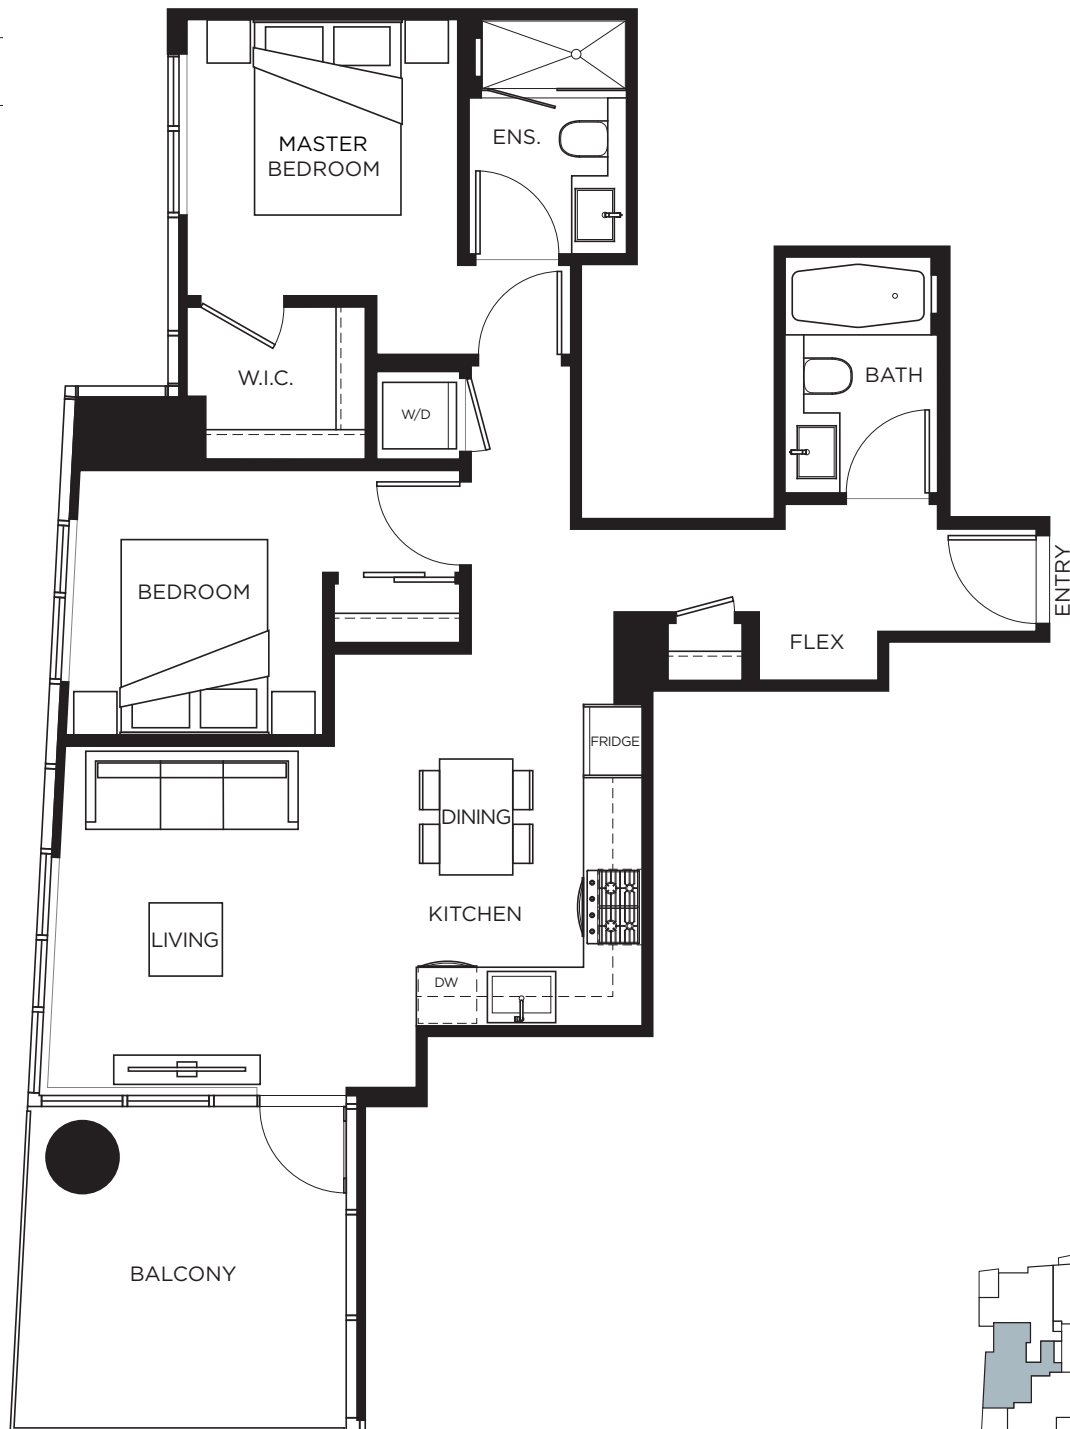 MASTER
BEDROOM
ENS.
W.I.C.
W/D
BATH
ENTRY
BEDROOM
FLEX
FRIDGE
DINING
KITCHEN
LIVING
DW
BALCONY